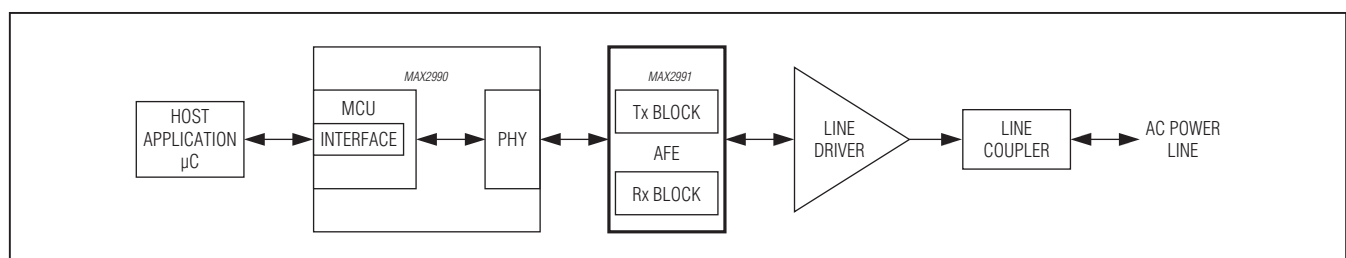 HOST
APPLICATION
µC
MAX2990
MCU
INTERFACE
PHY
MAX2991
Tx BLOCK
AFE
Rx BLOCK
LINE
DRIVER
LINE
COUPLER
AC POWER
LINE